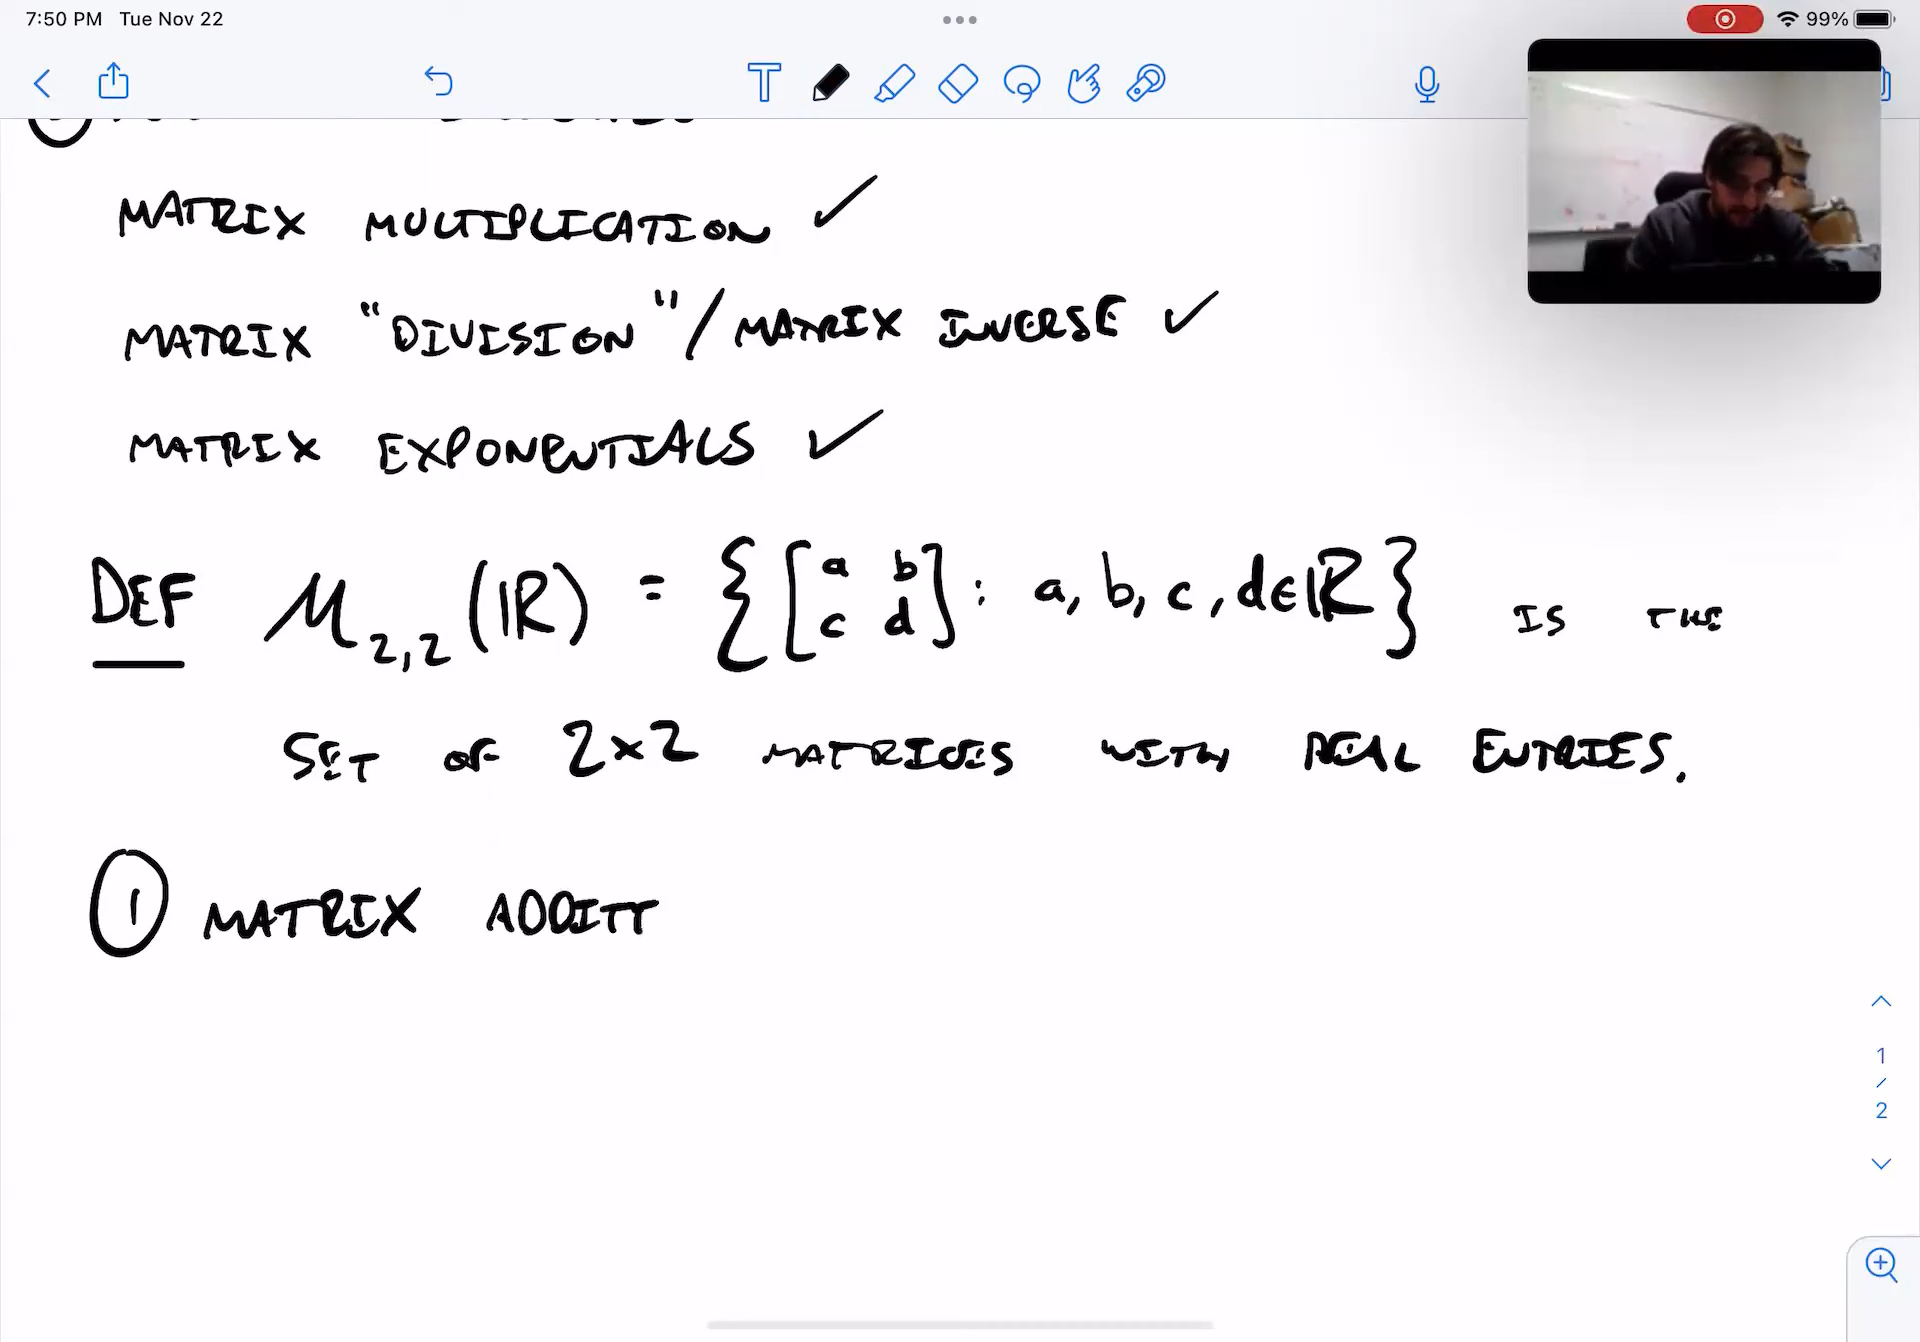 7:50 PM Tue Nov 22
99%
MATRIX MULTIPLICATION ✓
MATRIX "DIVISION"/MATRIX INVERSE ✓
MATRIX EXPONENTIALS ✓
DEF M₂,₂(ℝ) = {[a b; c d] : a, b, c, d ∈ ℝ} IS THE
SET OF 2×2 MATRICES WITH REAL ENTRIES.
① MATRIX ADDIT
1
/
2